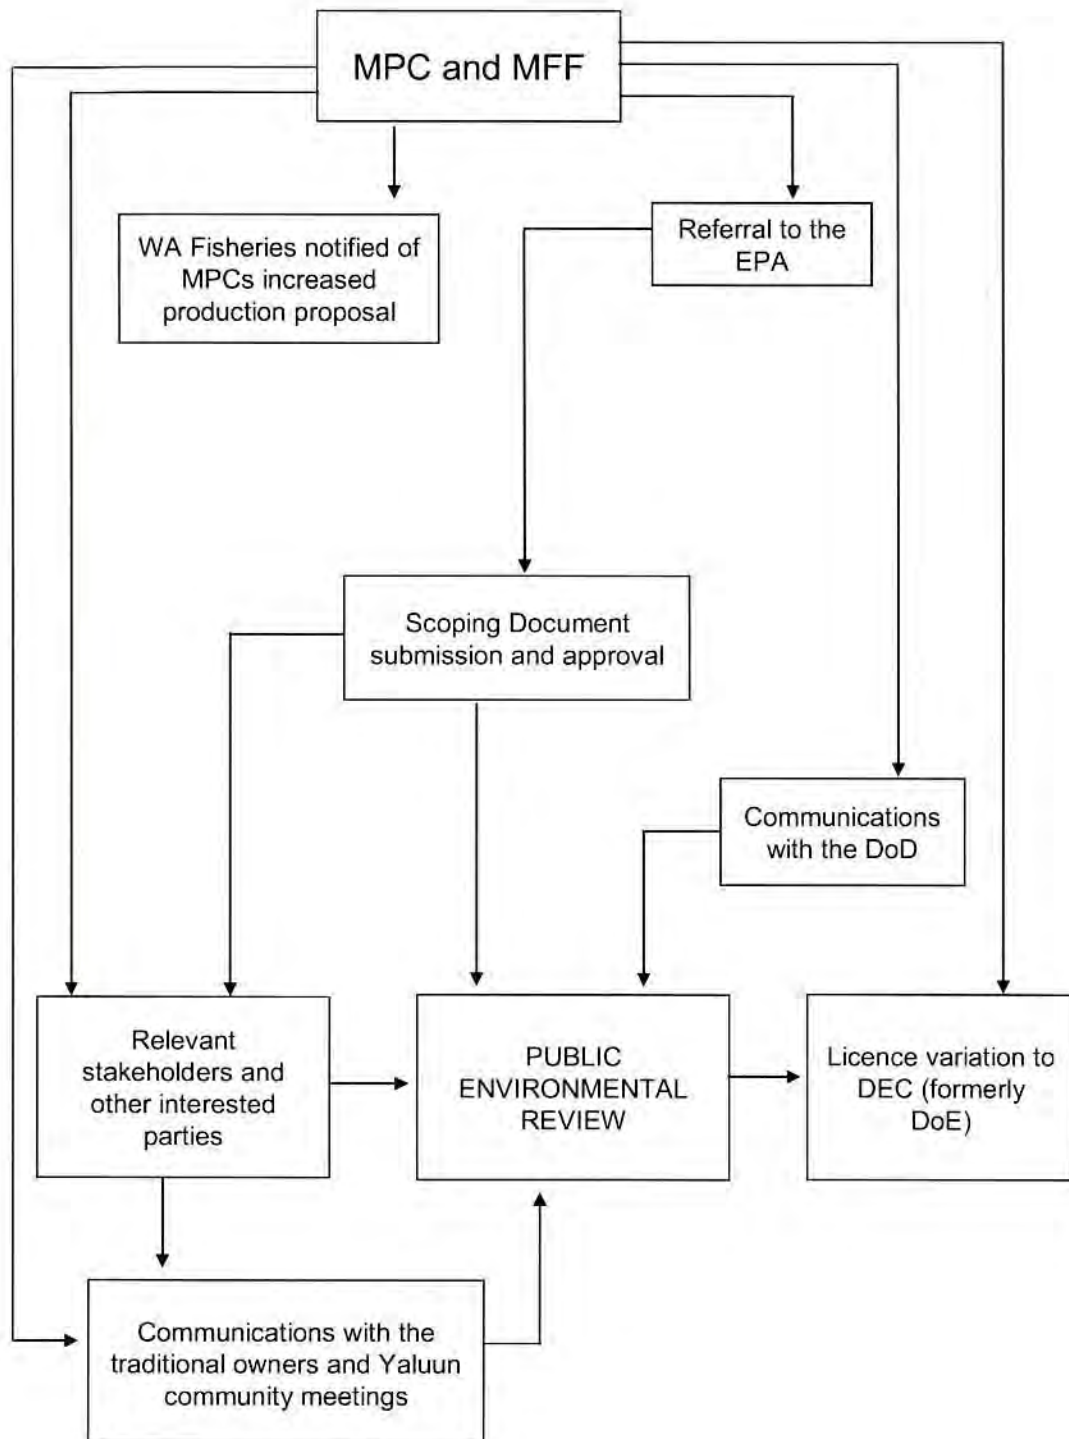 MPC and MFF
WA Fisheries notified of
MPCs increased
production proposal
Referral to the
EPA
Scoping Document
submission and approval
Communications
with the DoD
Relevant
stakeholders and
other interested
parties
PUBLIC
ENVIRONMENTAL
REVIEW
Licence variation to
DEC (formerly
DoE)
Communications with the
traditional owners and Yaluun
community meetings